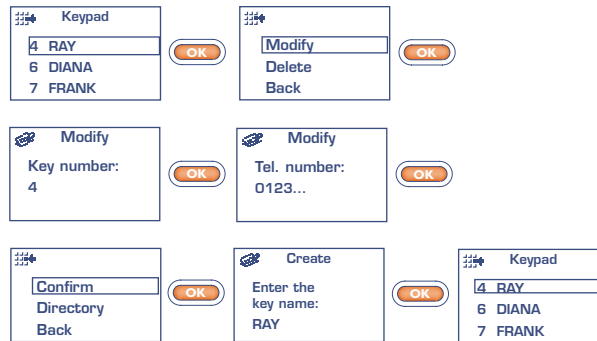 Keypad
4 RAY
6 DIANA
7 FRANK
OK
Modify
Delete
Back
OK
Modify
Key number:
4
OK
Modify
Tel. number:
0123...
OK
Confirm
Directory
Back
OK
Create
Enter the
key name:
RAY
OK
Keypad
4 RAY
6 DIANA
7 FRANK